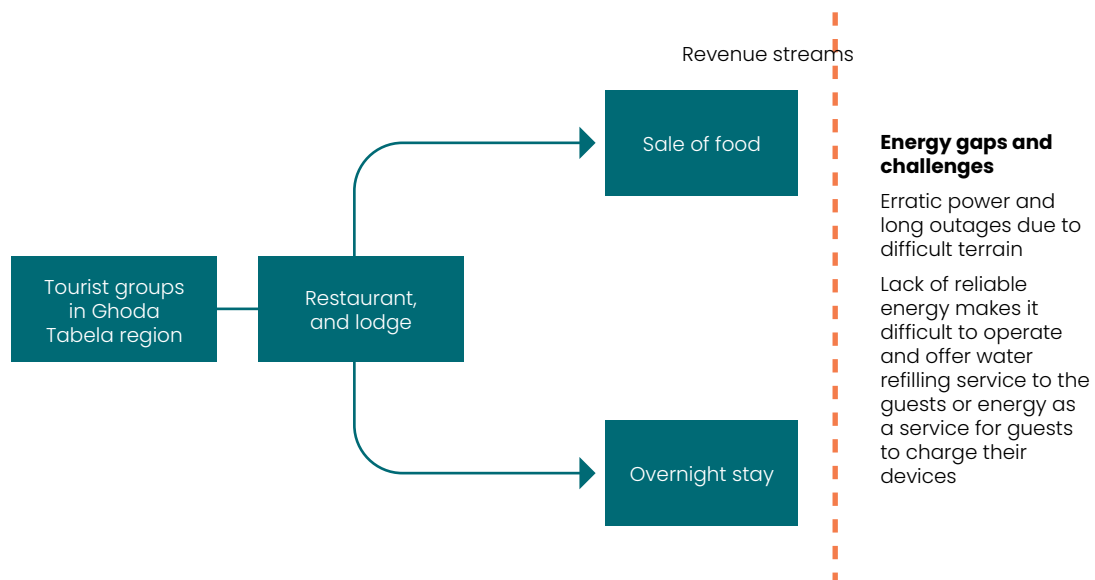 Revenue streams
Sale of food
Tourist groups
in Ghoda
Tabela region
Restaurant,
and lodge
Overnight stay
Energy gaps and
challenges
Erratic power and
long outages due to
difficult terrain
Lack of reliable
energy makes it
difficult to operate
and offer water
refilling service to the
guests or energy as
a service for guests
to charge their
devices